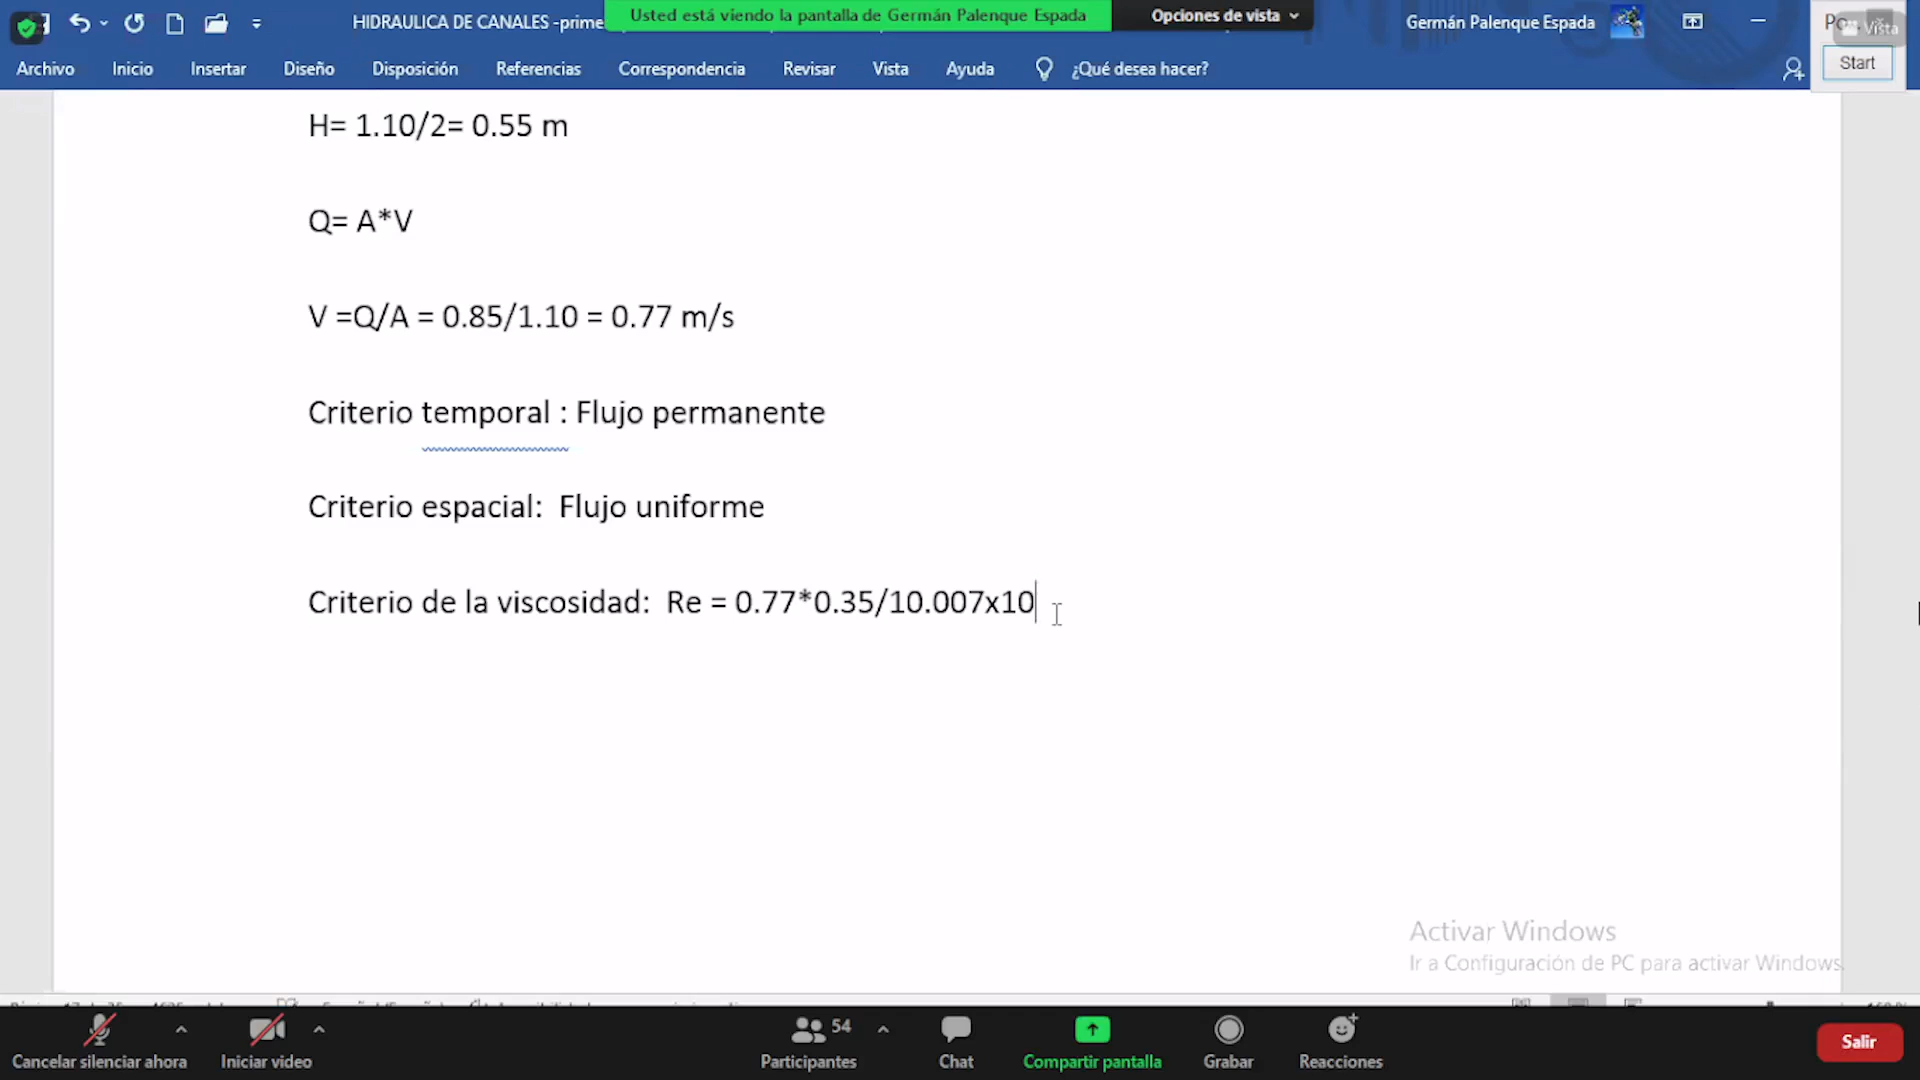 HIDRAULICA DE CANALES -prime
Usted está viendo la pantalla de Germán Palenque Espada
Opciones de vista
Germán Palenque Espada
Vista
Archivo Inicio Insertar Diseño Disposición Referencias Correspondencia Revisar Vista Ayuda ¿Qué desea hacer?
Start
H= 1.10/2= 0.55 m
Q= A*V
V =Q/A = 0.85/1.10 = 0.77 m/s
Criterio temporal : Flujo permanente
Criterio espacial:  Flujo uniforme
Criterio de la viscosidad:  Re = 0.77*0.35/10.007x10
Activar Windows
Ir a Configuración de PC para activar Windows.
54
Cancelar silenciar ahora Iniciar video Participantes Chat Compartir pantalla Grabar Reacciones Salir